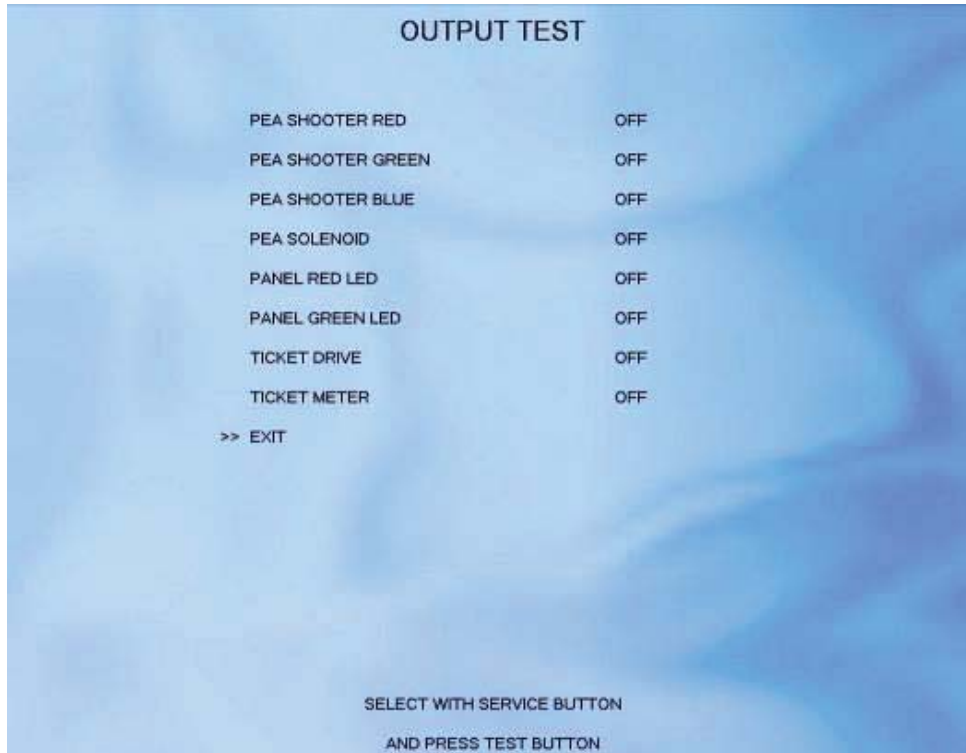 OUTPUT TEST
PEA SHOOTER RED OFF
PEA SHOOTER GREEN OFF
PEA SHOOTER BLUE OFF
PEA SOLENOID OFF
PANEL RED LED OFF
PANEL GREEN LED OFF
TICKET DRIVE OFF
TICKET METER OFF
>> EXIT
SELECT WITH SERVICE BUTTON
AND PRESS TEST BUTTON